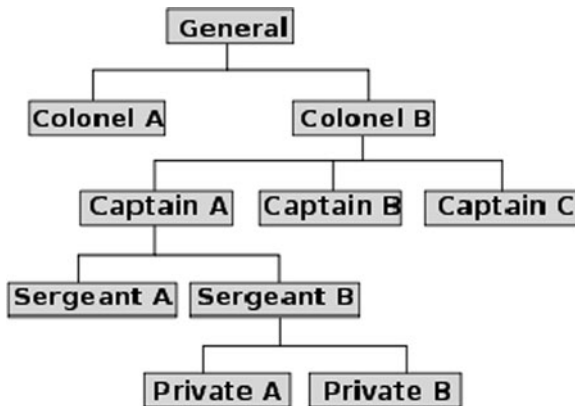 General
Colonel A
Colonel B
Captain A
Captain B
Captain C
Sergeant A
Sergeant B
Private A
Private B